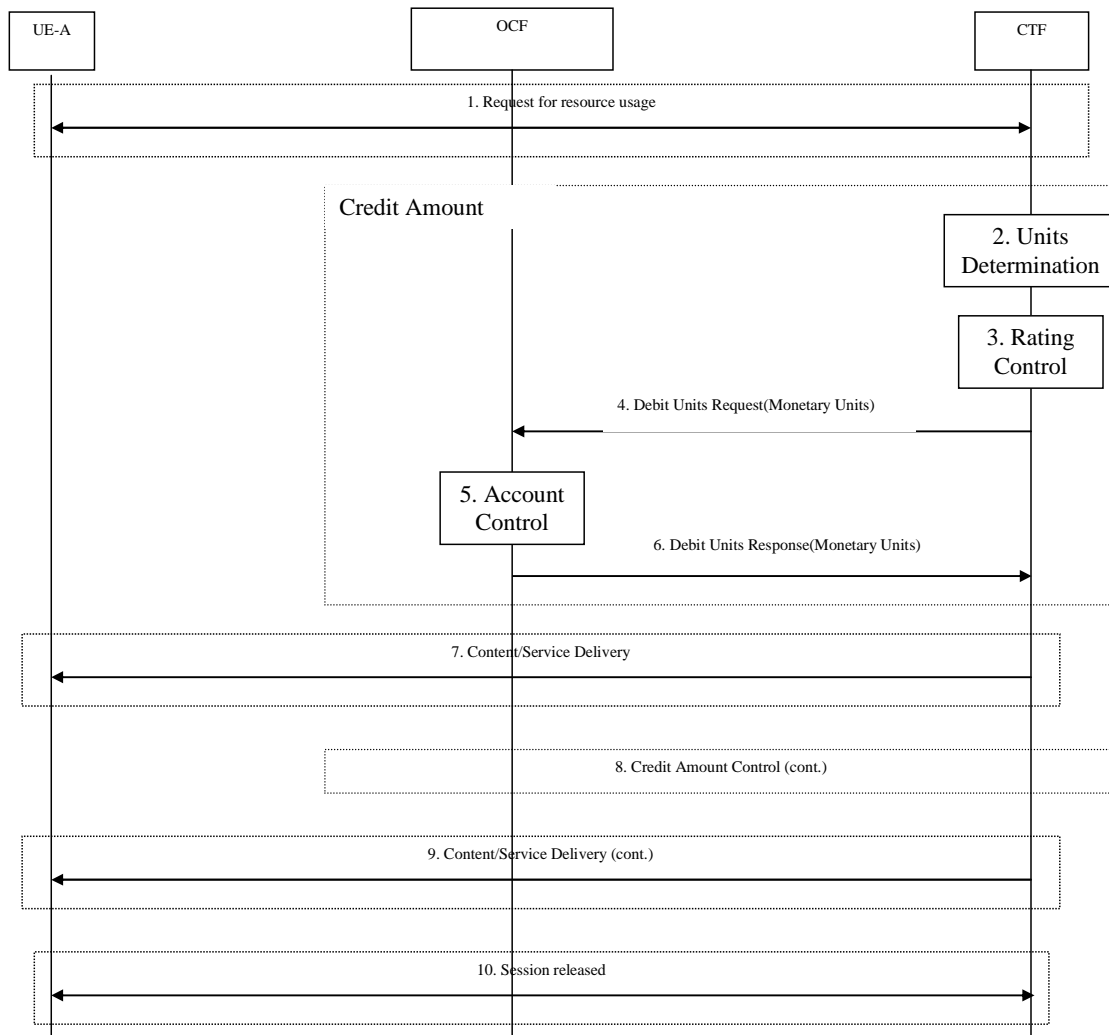 UE-A
OCF
CTF
1. Request for resource usage
Credit Amount
2. Units
Determination
3. Rating
Control
4. Debit Units Request(Monetary Units)
5. Account
Control
6. Debit Units Response(Monetary Units)
7. Content/Service Delivery
8. Credit Amount Control (cont.)
9. Content/Service Delivery (cont.)
10. Session released